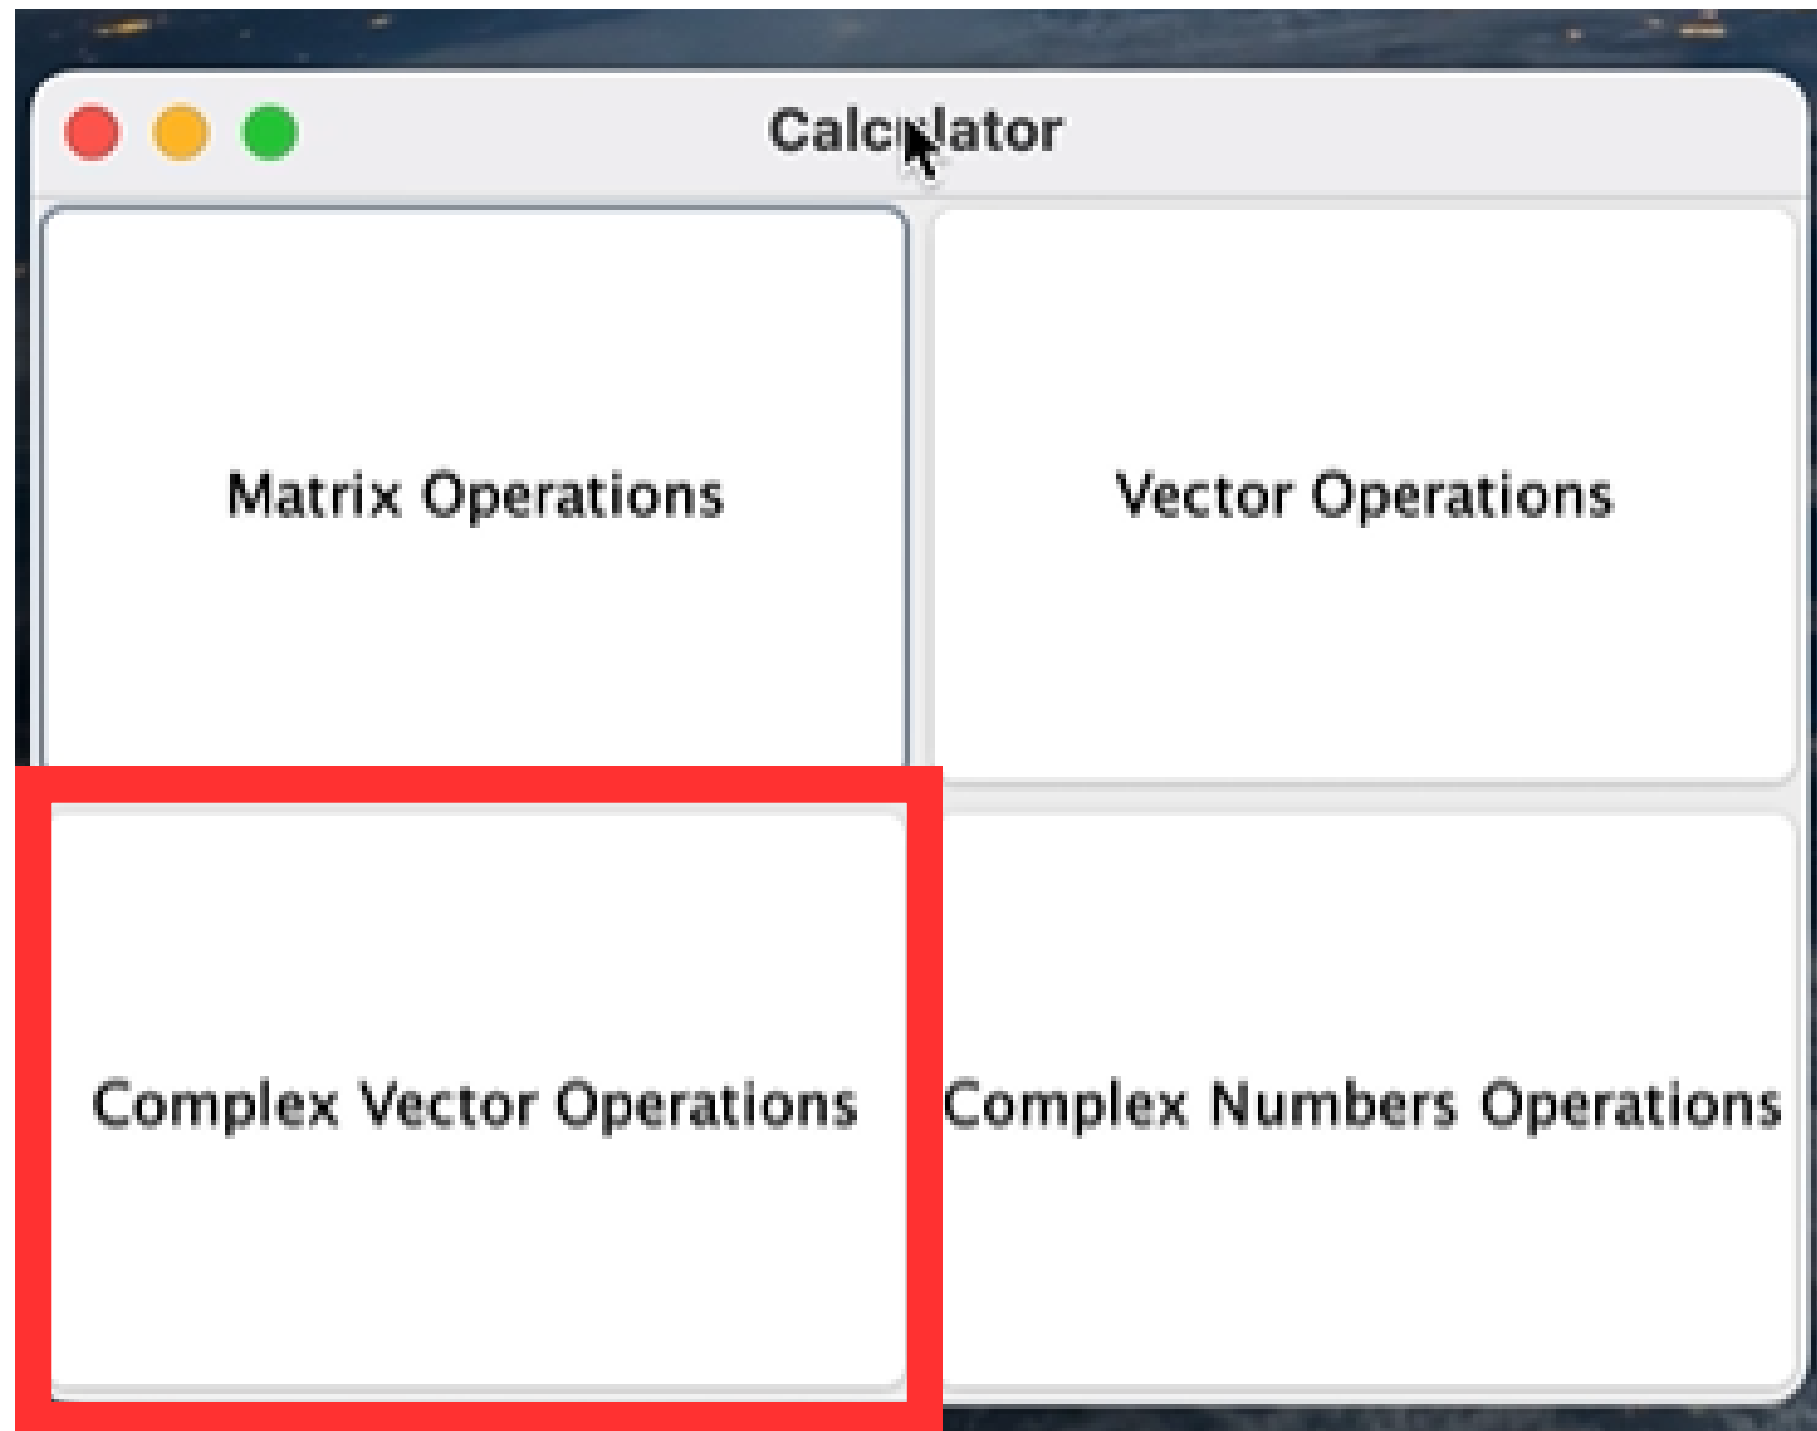 Calculator
Matrix Operations
Vector Operations
Complex Vector Operations
Complex Numbers Operations